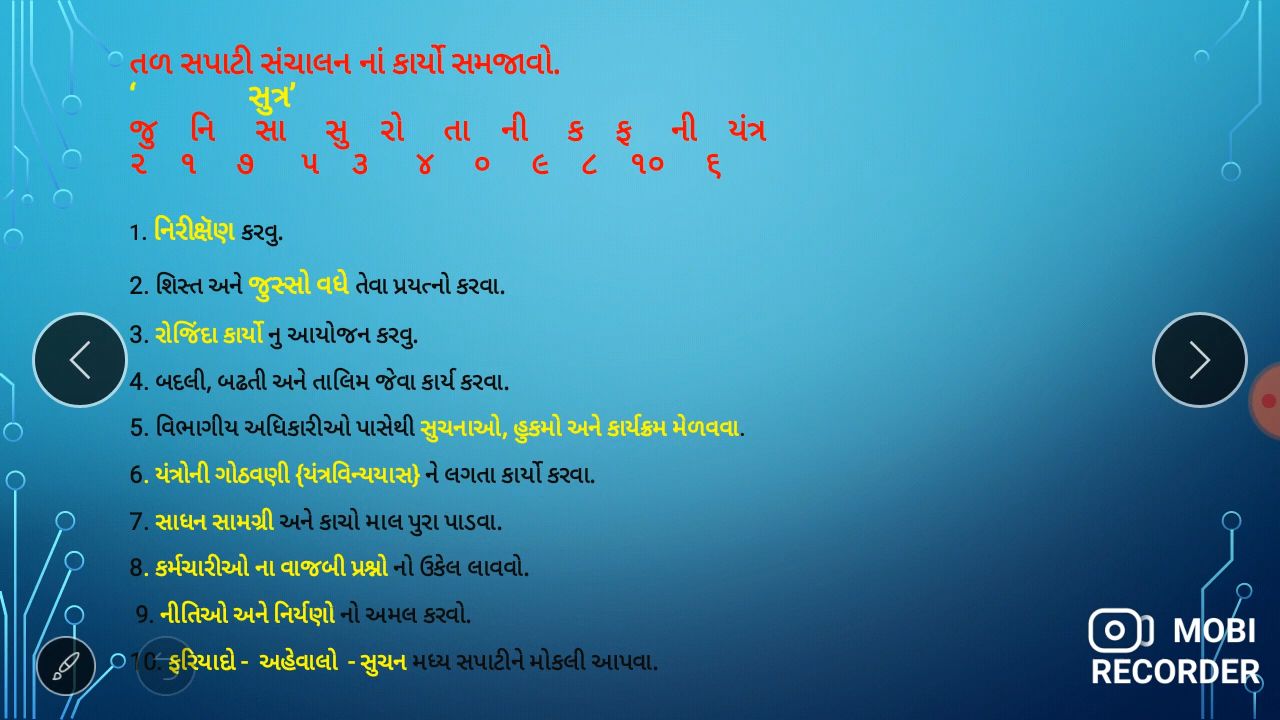 તળ સપાટી સંચાલન નાં કાર્યો સમજાવો.
‘ સુત્ર’
જુ નિ સા સુ રો તા ની ક ફ ની યંત્ર
૨ ૧ ૭ ૫ ૩ ૪ ૦ ૯ ૮ ૧૦ ૬
1. નિરીક્ષૅણ કરવુ.
2. શિસ્ત અને જુસ્સો વધે તેવા પ્રયત્નો કરવા.
3. રોજિંદા કાર્યો નુ આયોજન કરવુ.
4. બદલી, બઢતી અને તાલિમ જેવા કાર્ય કરવા.
5. વિભાગીય અધિકારીઓ પાસેથી સુચનાઓ, હુકમો અને કાર્યક્રમ મેળવવા.
6. યંત્રોની ગોઠવણી {યંત્રવિન્યયાસ} ને લગતા કાર્યો કરવા.
7. સાધન સામગ્રી અને કાચો માલ પુરા પાડવા.
8. કર્મચારીઓ ના વાજબી પ્રશ્નો નો ઉકેલ લાવવો.
9. નીતિઓ અને નિર્યણો નો અમલ કરવો.
10. ફરિયાદો - અહેવાલો - સુચન મધ્ય સપાટીને મોકલી આપવા.
MOBI
RECORDER